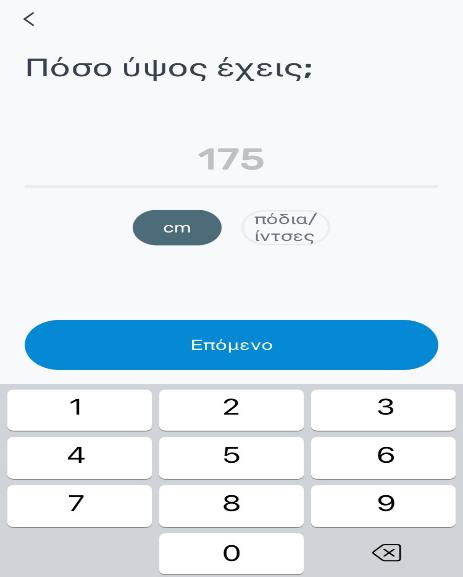 Πόσο ύψος έχεις;
175
cm
πόδια/
ίντσες
Επόμενο
1 2 3
4 5 6
7 8 9
0